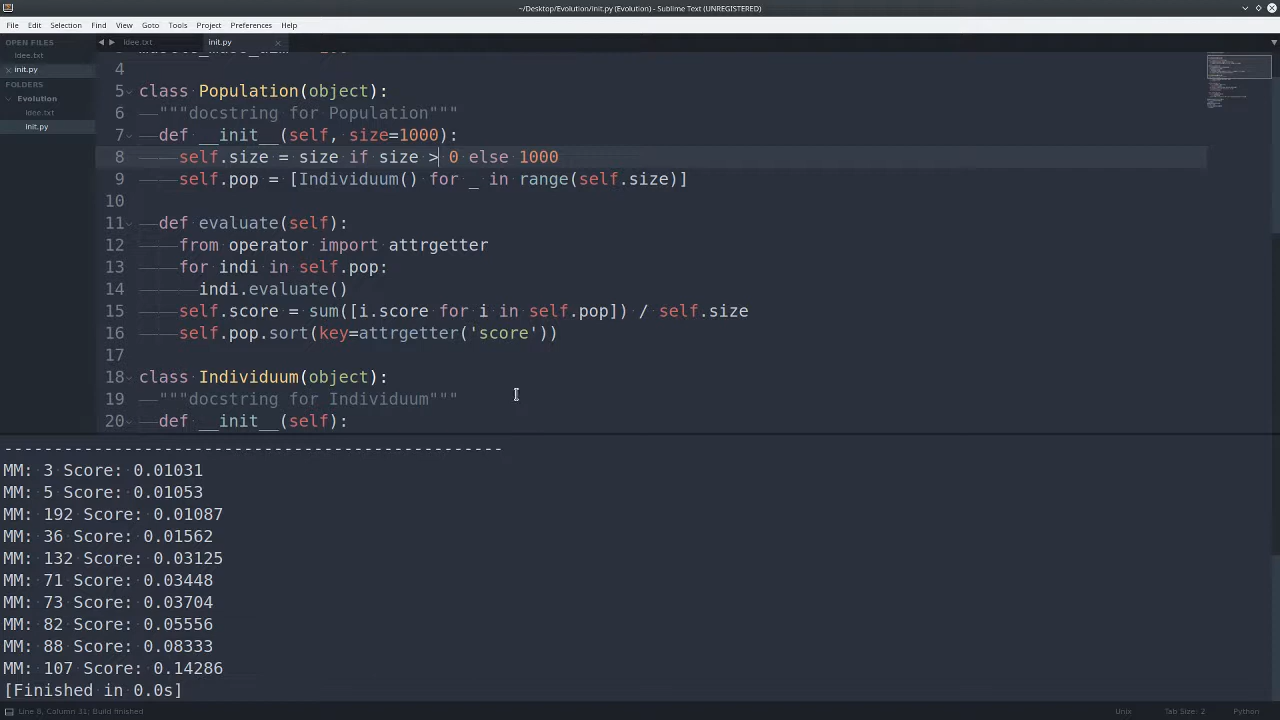 ~/Desktop/Evolution/init.py (Evolution) - Sublime Text (UNREGISTERED)
File Edit Selection Find View Goto Tools Project Preferences Help
OPEN FILES
Idee.txt
init.py
FOLDERS
Evolution
Idee.txt
init.py
Idee.txt init.py
4
5 class Population(object):
6 """docstring for Population"""
7 def __init__(self, size=1000):
8 self.size = size if size > 0 else 1000
9 self.pop = [Individuum() for _ in range(self.size)]
10
11 def evaluate(self):
12 from operator import attrgetter
13 for indi in self.pop:
14 indi.evaluate()
15 self.score = sum([i.score for i in self.pop]) / self.size
16 self.pop.sort(key=attrgetter('score'))
17
18 class Individuum(object):
19 """docstring for Individuum"""
20 def __init__(self):
--------------------------------------------------
MM: 3 Score: 0.01031
MM: 5 Score: 0.01053
MM: 192 Score: 0.01087
MM: 36 Score: 0.01562
MM: 132 Score: 0.03125
MM: 71 Score: 0.03448
MM: 73 Score: 0.03704
MM: 82 Score: 0.05556
MM: 88 Score: 0.08333
MM: 107 Score: 0.14286
[Finished in 0.0s]
Line 8, Column 31; Build finished Unix Tab Size: 2 Python